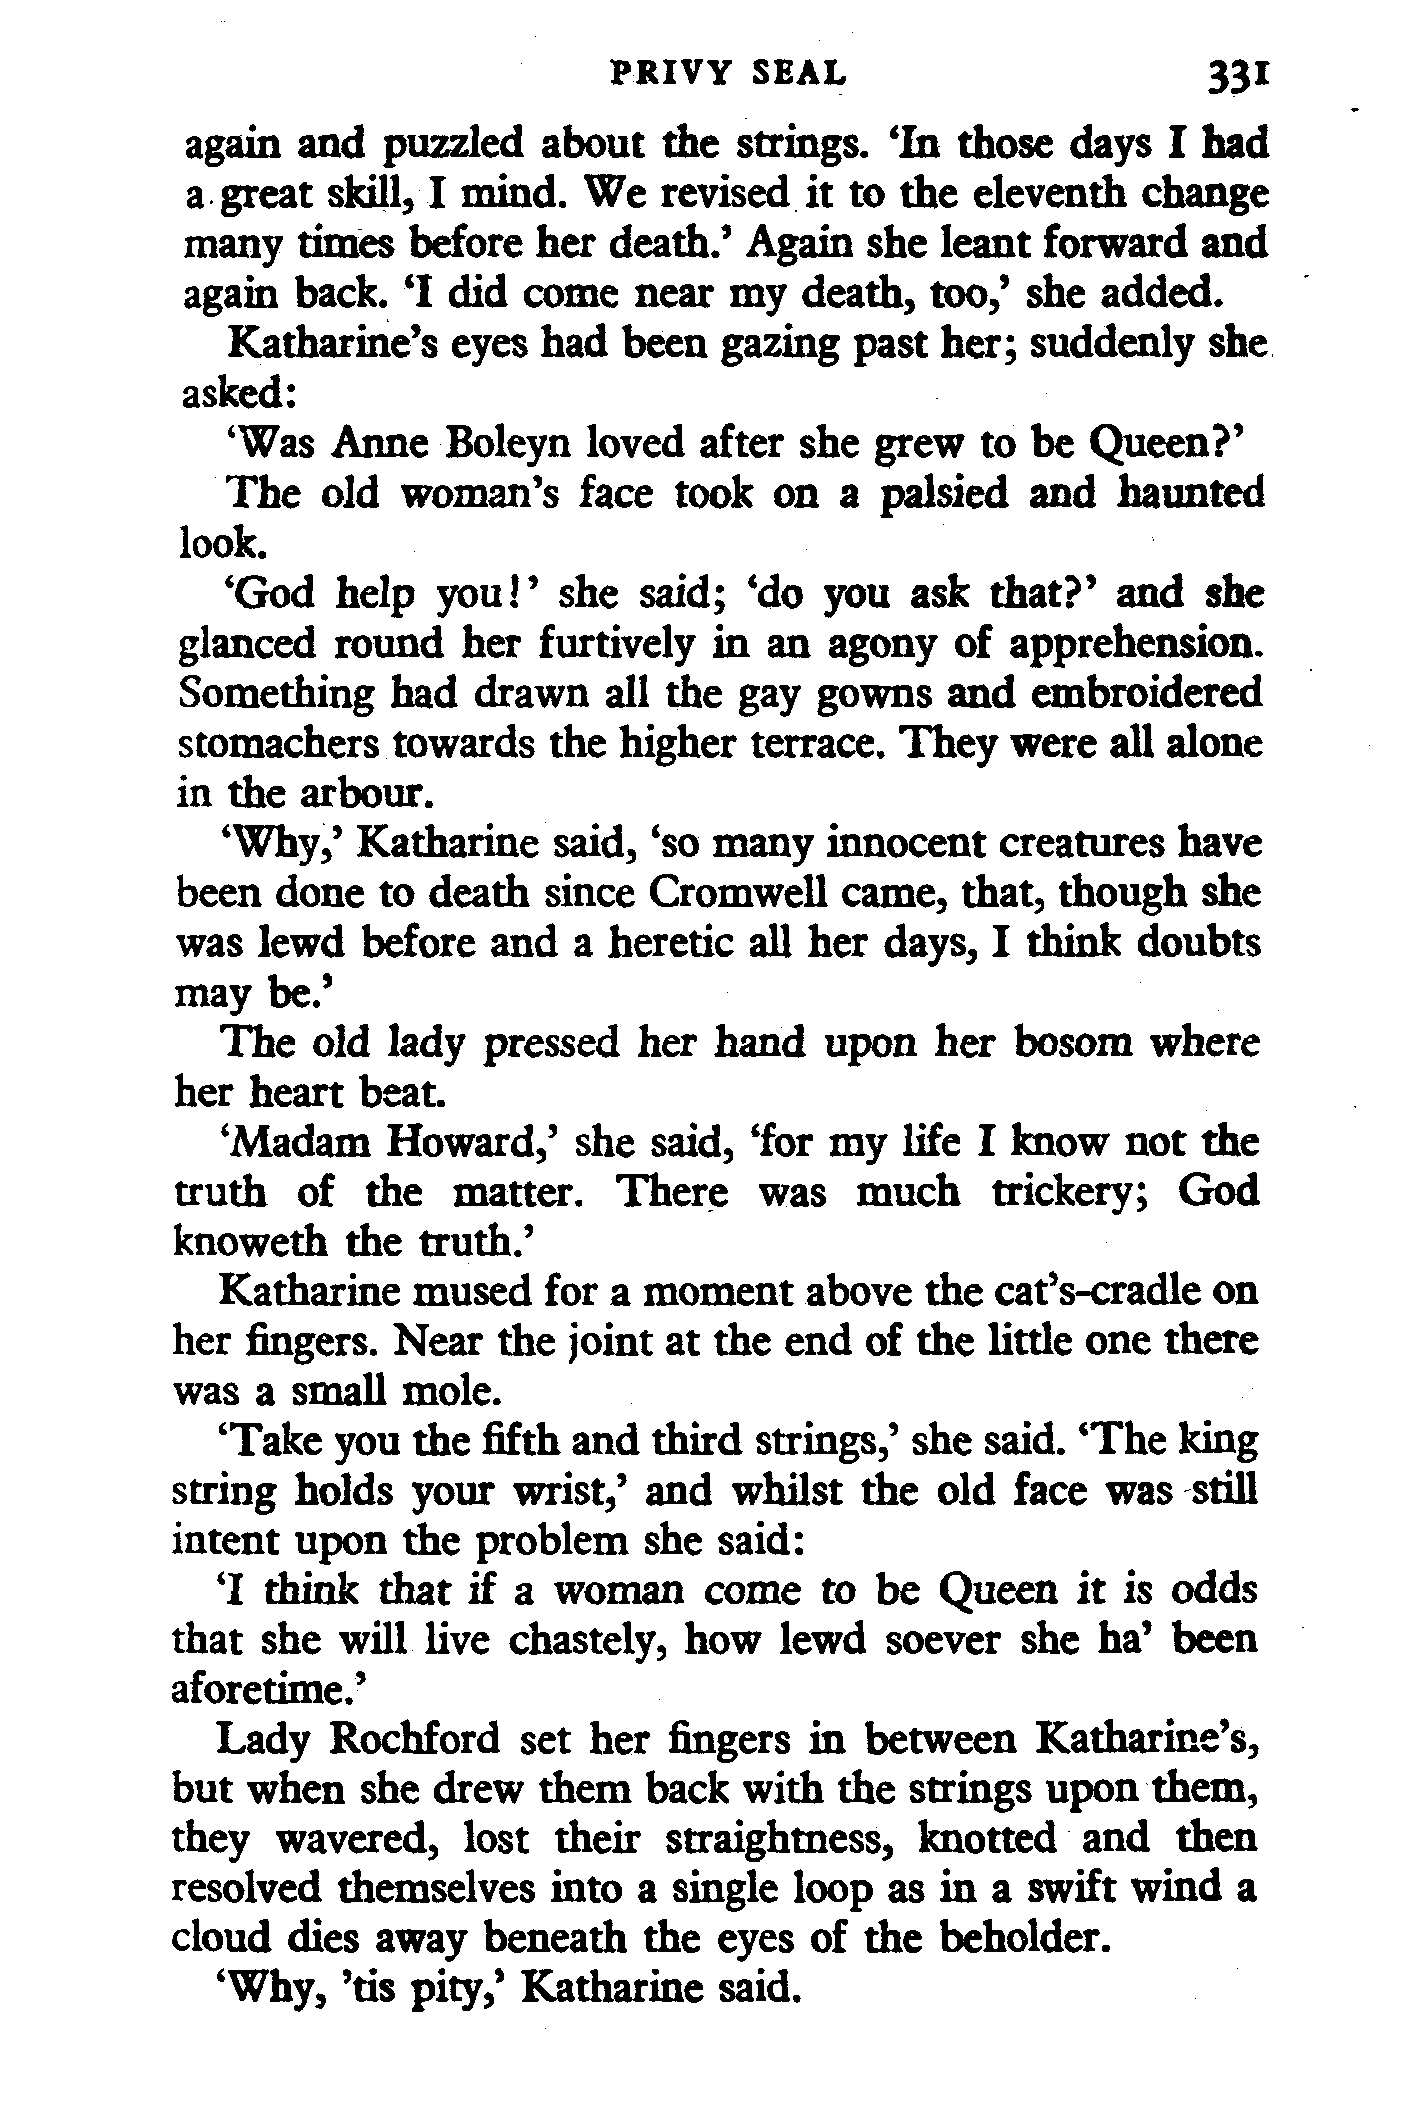 PRIVY SEAL 331
again and puzzled about the strings. ‘In those days I had
a great skill, I mind. We revised it to the eleventh change
many times before her death.’ Again she leant forward and
again back. ‘I did come near my death, too,’ she added.
Katharine’s eyes had been gazing past her; suddenly she
asked:
‘Was Anne Boleyn loved after she grew to be Queen?’
The old woman’s face took on a palsied and haunted
look.
‘God help you!’ she said; ‘do you ask that?’ and she
glanced round her furtively in an agony of apprehension.
Something had drawn all the gay gowns and embroidered
stomachers towards the higher terrace. They were all alone
in the arbour.
‘Why,’ Katharine said, ‘so many innocent creatures have
been done to death since Cromwell came, that, though she
was lewd before and a heretic all her days, I think doubts
may be.’
The old lady pressed her hand upon her bosom where
her heart beat.
‘Madam Howard,’ she said, ‘for my life I know not the
truth of the matter. There was much trickery; God
knoweth the truth.’
Katharine mused for a moment above the cat’s-cradle on
her fingers. Near the joint at the end of the little one there
was a small mole.
‘Take you the fifth and third strings,’ she said. ‘The king
string holds your wrist,’ and whilst the old face was still
intent upon the problem she said:
‘I think that if a woman come to be Queen it is odds
that she will live chastely, how lewd soever she ha’ been
aforetime.’
Lady Rochford set her fingers in between Katharine’s,
but when she drew them back with the strings upon them,
they wavered, lost their straightness, knotted and then
resolved themselves into a single loop as in a swift wind a
cloud dies away beneath the eyes of the beholder.
‘Why, ’tis pity,’ Katharine said.